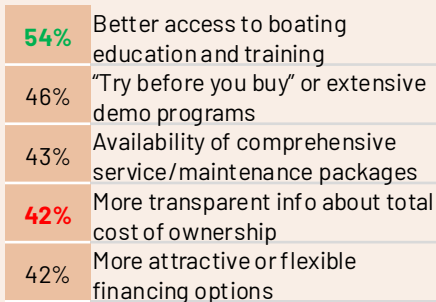 54%
Better access to boating
education and training
46%
“Try before you buy” or extensive
demo programs
43%
Availability of comprehensive
service/maintenance packages
42%
More transparent info about total
cost of ownership
42%
More attractive or flexible
financing options